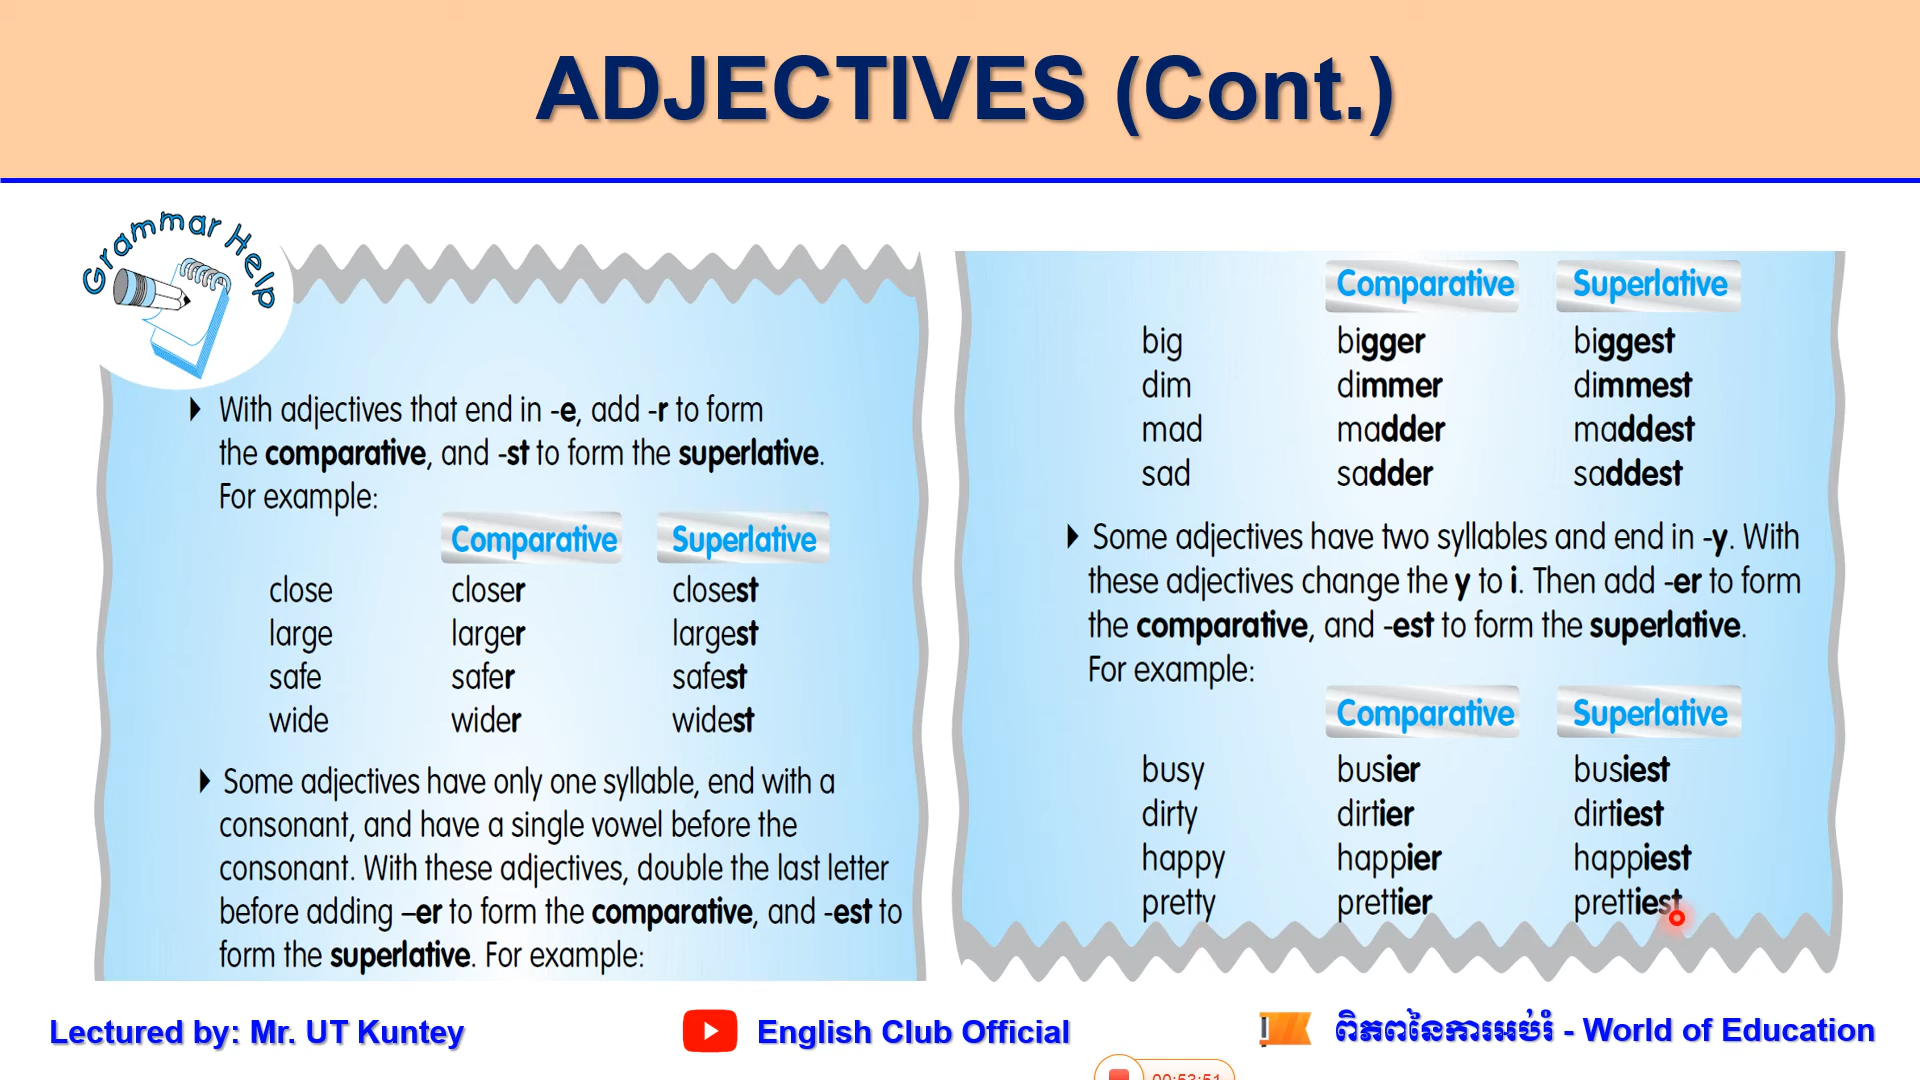 ADJECTIVES (Cont.)
Grammar Help
With adjectives that end in -e, add -r to form
the comparative, and -st to form the superlative.
For example:
Comparative Superlative
close closer closest
large larger largest
safe safer safest
wide wider widest
Some adjectives have only one syllable, end with a
consonant, and have a single vowel before the
consonant. With these adjectives, double the last letter
before adding –er to form the comparative, and -est to
form the superlative. For example:
Comparative Superlative
big bigger biggest
dim dimmer dimmest
mad madder maddest
sad sadder saddest
Some adjectives have two syllables and end in -y. With
these adjectives change the y to i. Then add -er to form
the comparative, and -est to form the superlative.
For example:
Comparative Superlative
busy busier busiest
dirty dirtier dirtiest
happy happier happiest
pretty prettier prettiest
Lectured by: Mr. UT Kuntey
English Club Official
ពិភពនៃការអប់រំ - World of Education
00:53:51